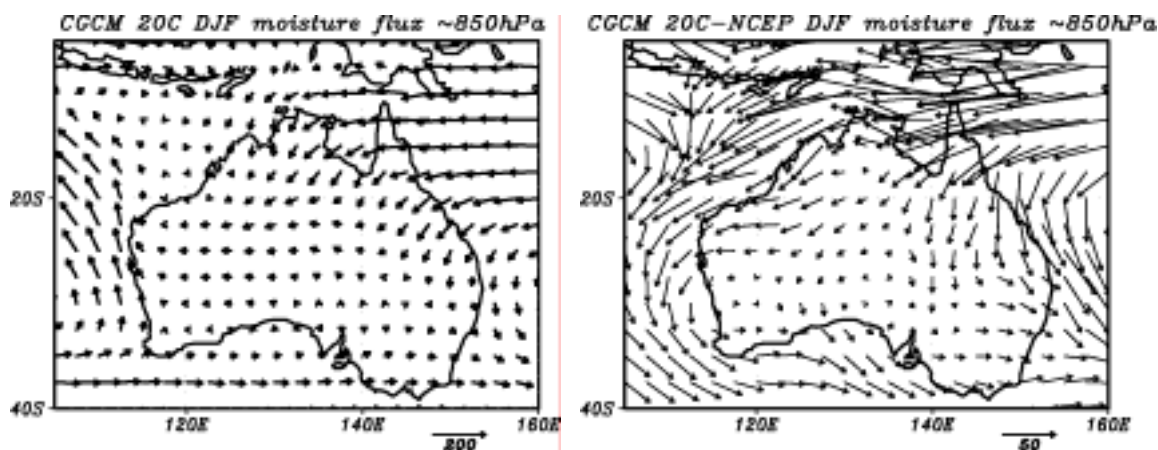 CGCM 20C DJF moisture flux ~850hPa
20S
40S
120E 140E 160E
200
CGCM 20C-NCEP DJF moisture flux ~850hPa
20S
40S
120E 140E 160E
50